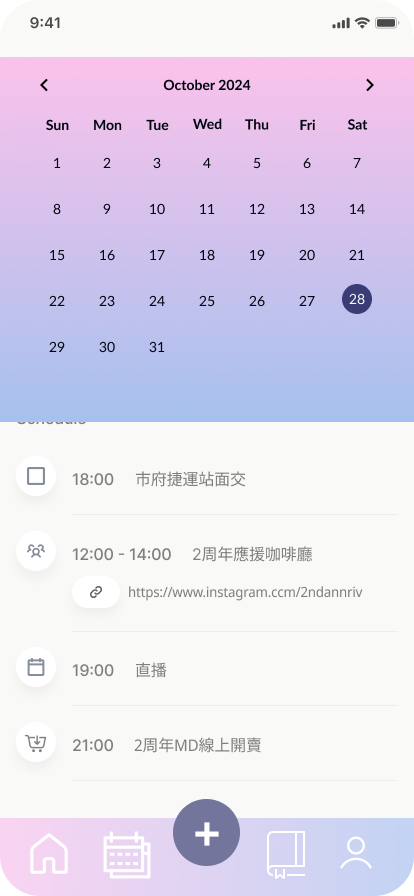 9:41
October 2024
Sun Mon Tue Wed Thu Fri Sat
1 2 3 4 5 6 7
8 9 10 11 12 13 14
15 16 17 18 19 20 21
22 23 24 25 26 27 28
29 30 31
Schedule
18:00 市府捷運站面交
12:00 - 14:00 2周年應援咖啡廳
https://www.instagram.ccm/2ndannriv
19:00 直播
21:00 2周年MD線上開賣